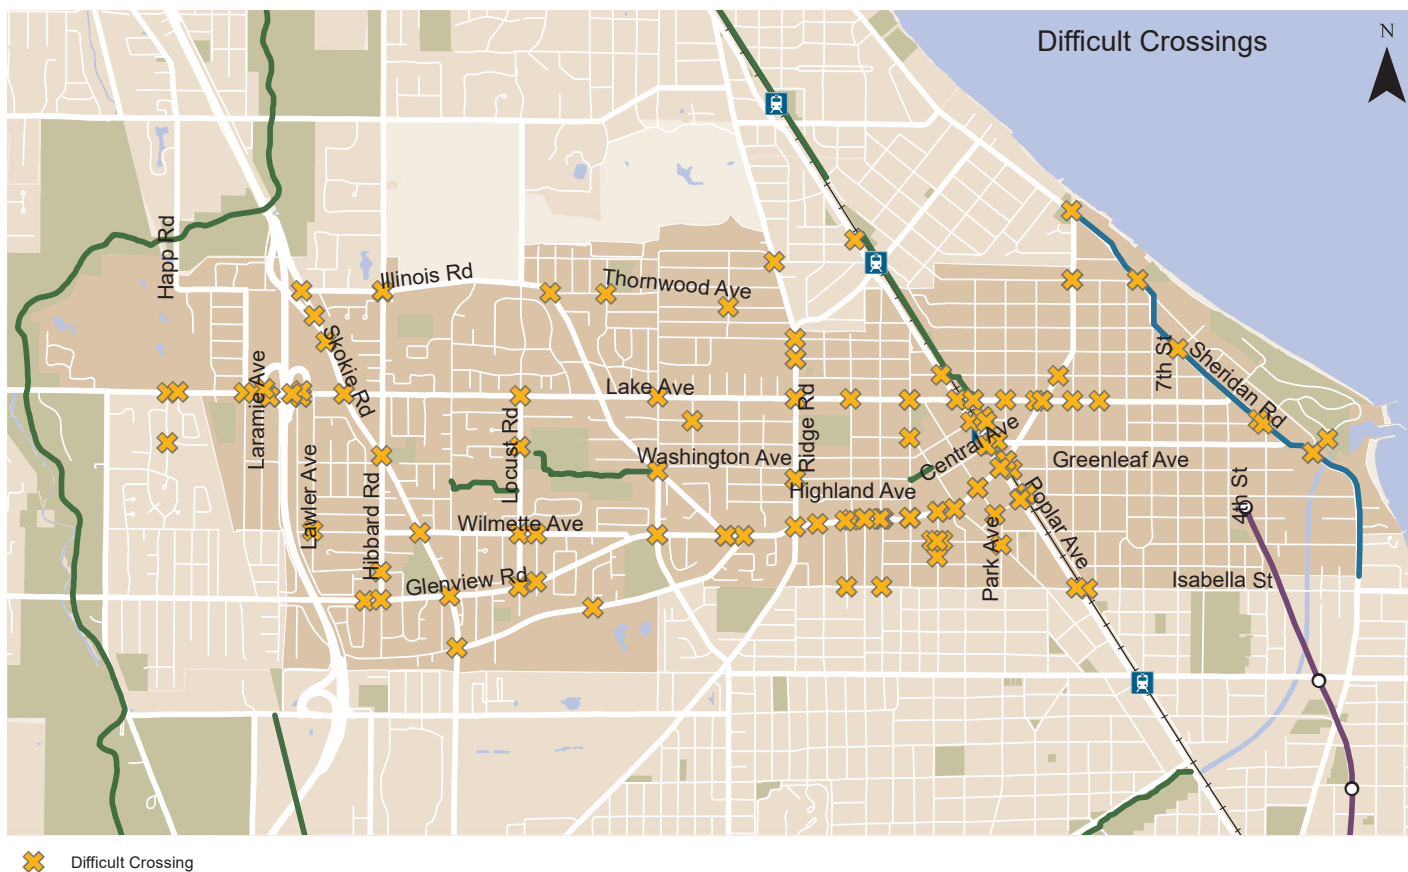 Difficult Crossings
N
Happ Rd
Illinois Rd
Thornwood Ave
Skokie Rd
Laramie Ave
Lake Ave
7th St
Sheridan Rd
Ridge Rd
Locust Rd
Central Ave
Washington Ave
Greenleaf Ave
Lawler Ave
Hibbard Rd
Highland Ave
4th St
Wilmette Ave
Poplar Ave
Park Ave
Glenview Rd
Isabella St
Difficult Crossing